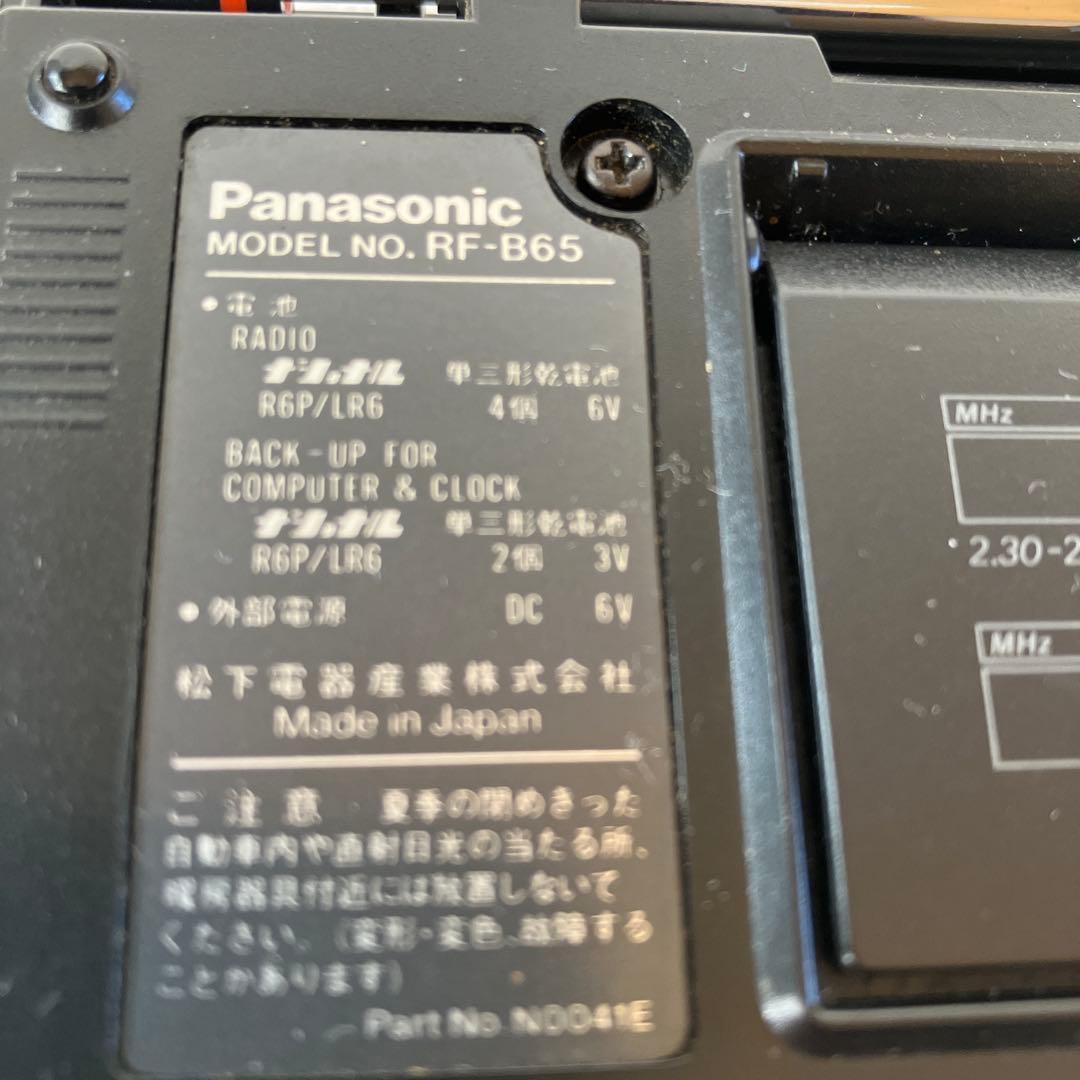 Panasonic
MODEL NO. RF-B65
• 電池
RADIO
ナショナル 単三形乾電池
R6P/LR6 4個 6V
BACK-UP FOR
COMPUTER & CLOCK
ナショナル 単三形乾電池
R6P/LR6 2個 3V
• 外部電源 DC 6V
松下電器産業株式会社
Made in Japan
ご注意 夏季の閉めきった
自動車内や直射日光の当たる所、
暖房器具付近には放置しないで
ください。(変形・変色、故障する
ことがあります)
Part No. N0041E
MHz
• 2.30-2
MHz